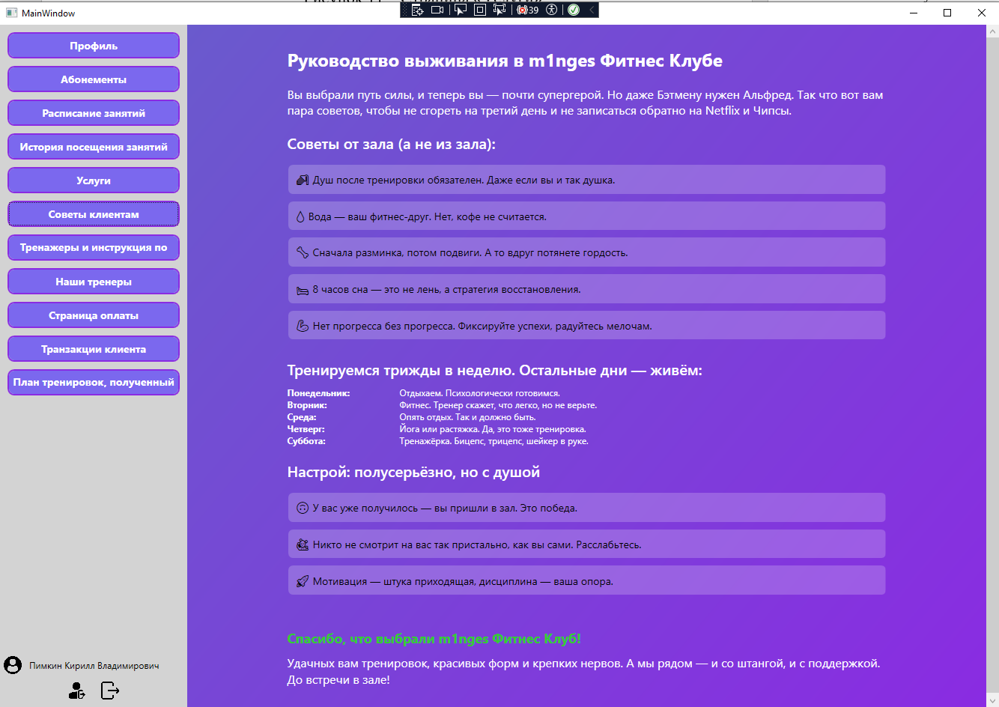 MainWindow
39
Профиль
Абонементы
Расписание занятий
История посещения занятий
Услуги
Советы клиентам
Тренажеры и инструкция по
Наши тренеры
Страница оплаты
Транзакции клиента
План тренировок, полученный
Пимкин Кирилл Владимирович
Руководство выживания в m1nges Фитнес Клубе
Вы выбрали путь силы, и теперь вы — почти супергерой. Но даже Бэтмену нужен Альфред. Так что вот вам
пара советов, чтобы не сгореть на третий день и не записаться обратно на Netflix и Чипсы.
Советы от зала (а не из зала):
Душ после тренировки обязателен. Даже если вы и так душка.
Вода — ваш фитнес-друг. Нет, кофе не считается.
Сначала разминка, потом подвиги. А то вдруг потянете гордость.
8 часов сна — это не лень, а стратегия восстановления.
Нет прогресса без прогресса. Фиксируйте успехи, радуйтесь мелочам.
Тренируемся трижды в неделю. Остальные дни — живём:
Понедельник: Отдыхаем. Психологически готовимся.
Вторник: Фитнес. Тренер скажет, что легко, но не верьте.
Среда: Опять отдых. Так и должно быть.
Четверг: Йога или растяжка. Да, это тоже тренировка.
Суббота: Тренажёрка. Бицепс, трицепс, шейкер в руке.
Настрой: полусерьёзно, но с душой
У вас уже получилось — вы пришли в зал. Это победа.
Никто не смотрит на вас так пристально, как вы сами. Расслабьтесь.
Мотивация — штука приходящая, дисциплина — ваша опора.
Спасибо, что выбрали m1nges Фитнес Клуб!
Удачных вам тренировок, красивых форм и крепких нервов. А мы рядом — и со штангой, и с поддержкой.
До встречи в зале!